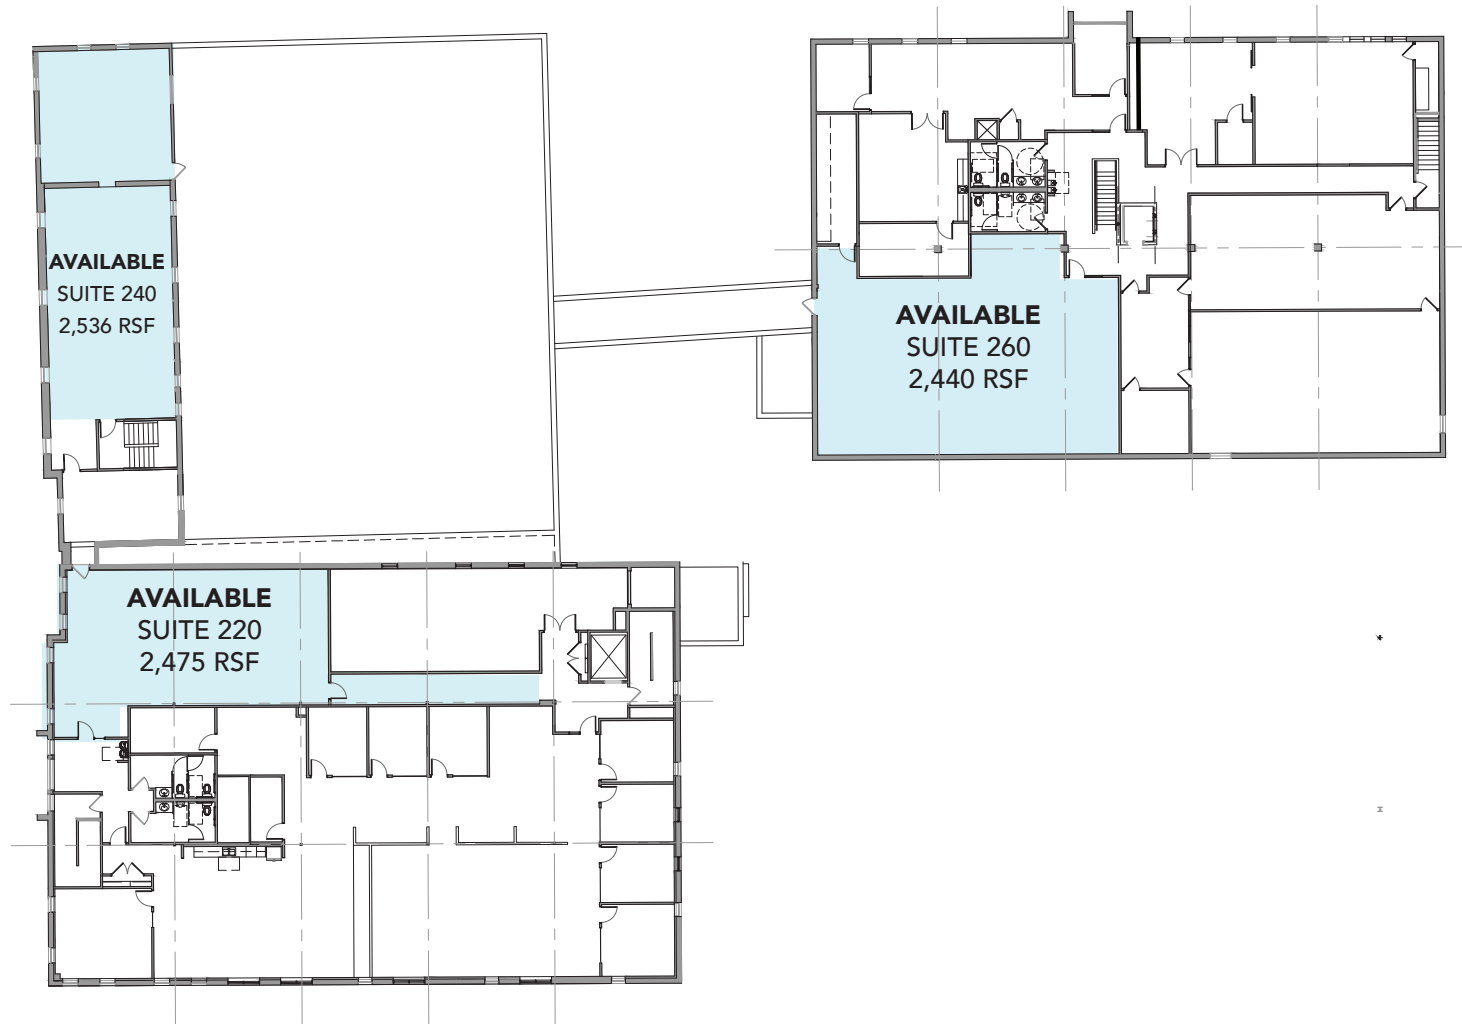 AVAILABLE
SUITE 240
2,536 RSF
AVAILABLE
SUITE 260
2,440 RSF
AVAILABLE
SUITE 220
2,475 RSF